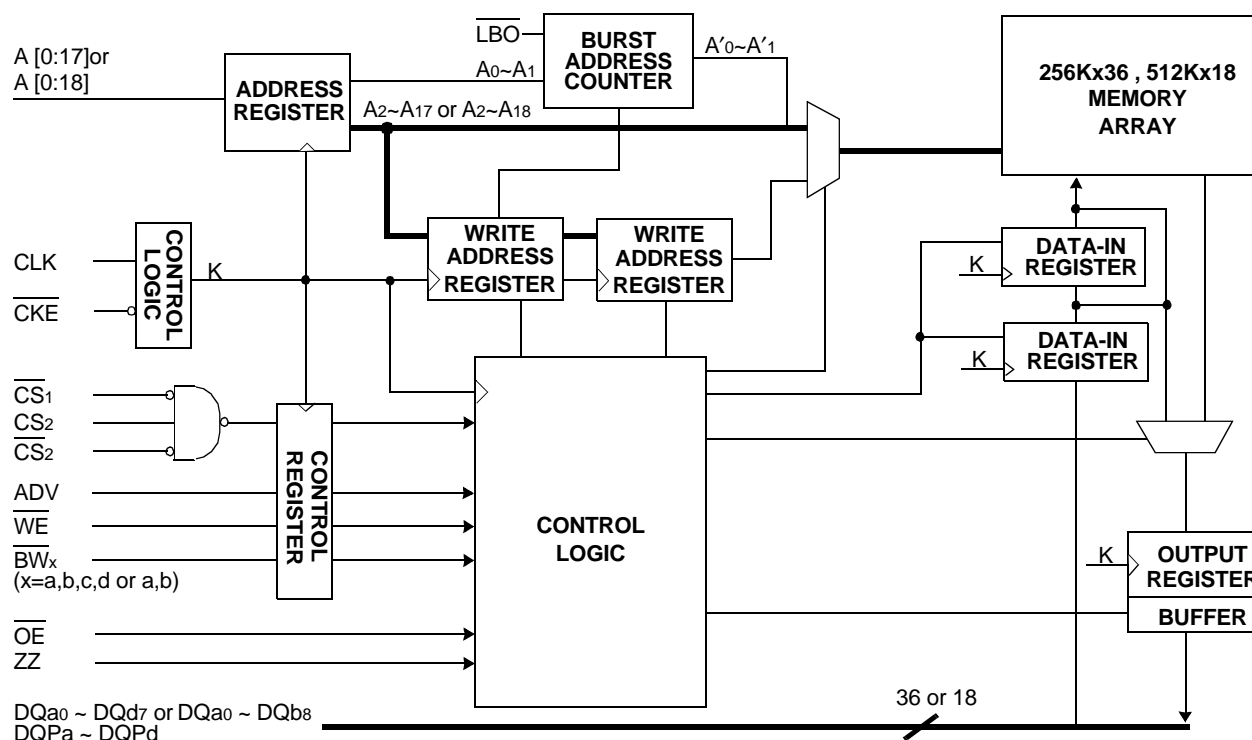 A [0:17]or
A [0:18]
ADDRESS
REGISTER
LBO
A0~A1
BURST
ADDRESS
COUNTER
A′0~A′1
A2~A17 or A2~A18
256Kx36 , 512Kx18
MEMORY
ARRAY
CLK
CKE
CONTROL
LOGIC
K
WRITE
ADDRESS
REGISTER
WRITE
ADDRESS
REGISTER
K
DATA-IN
REGISTER
K
DATA-IN
REGISTER
CS1
CS2
CS2
ADV
WE
BWx
(x=a,b,c,d or a,b)
CONTROL
REGISTER
CONTROL
LOGIC
K
OUTPUT
REGISTER
BUFFER
OE
ZZ
DQa0 ~ DQd7 or DQa0 ~ DQb8
DQPa ~ DQPd
36 or 18